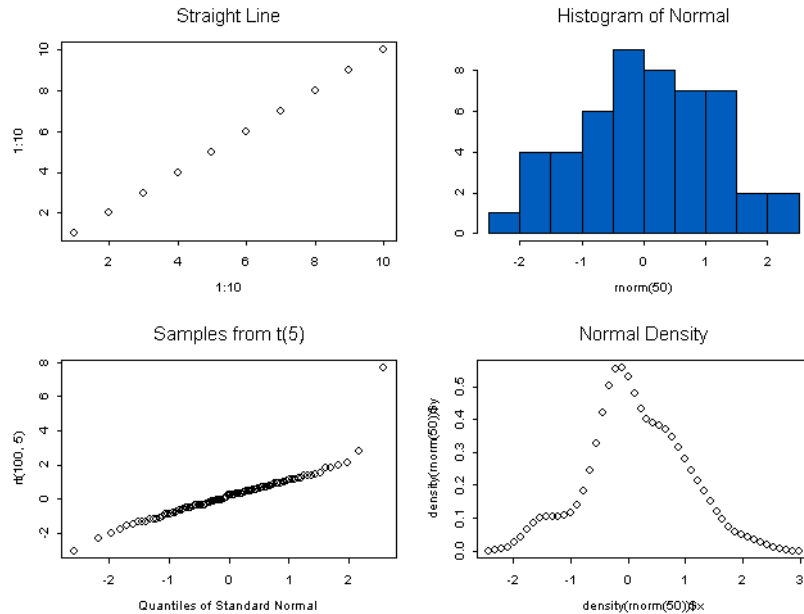 Straight Line
10
8
6
4
2
1:10
2 4 6 8 10
1:10
Histogram of Normal
8
6
4
2
0
-2 -1 0 1 2
rnorm(50)
Samples from t(5)
8
6
4
2
0
-2
rt(100, 5)
-2 -1 0 1 2
Quantiles of Standard Normal
Normal Density
0.5
0.4
0.3
0.2
0.1
0.0
density(rnorm(50))$y
-2 -1 0 1 2 3
density(rnorm(50))$x